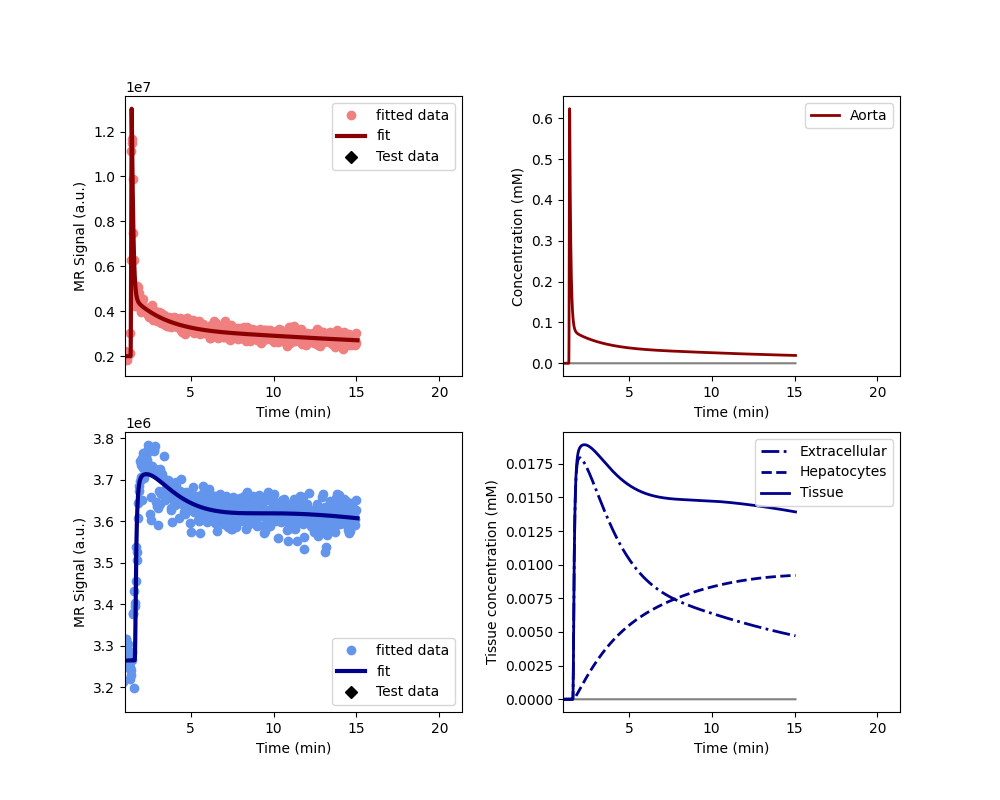 1e7
MR Signal (a.u.)
1.2
1.0
0.8
0.6
0.4
0.2
5
10
15
20
Time (min)
fitted data
fit
Test data
Concentration (mM)
0.6
0.5
0.4
0.3
0.2
0.1
0.0
5
10
15
20
Time (min)
Aorta
1e6
MR Signal (a.u.)
3.8
3.7
3.6
3.5
3.4
3.3
3.2
5
10
15
20
Time (min)
fitted data
fit
Test data
Tissue concentration (mM)
0.0175
0.0150
0.0125
0.0100
0.0075
0.0050
0.0025
0.0000
5
10
15
20
Time (min)
Extracellular
Hepatocytes
Tissue